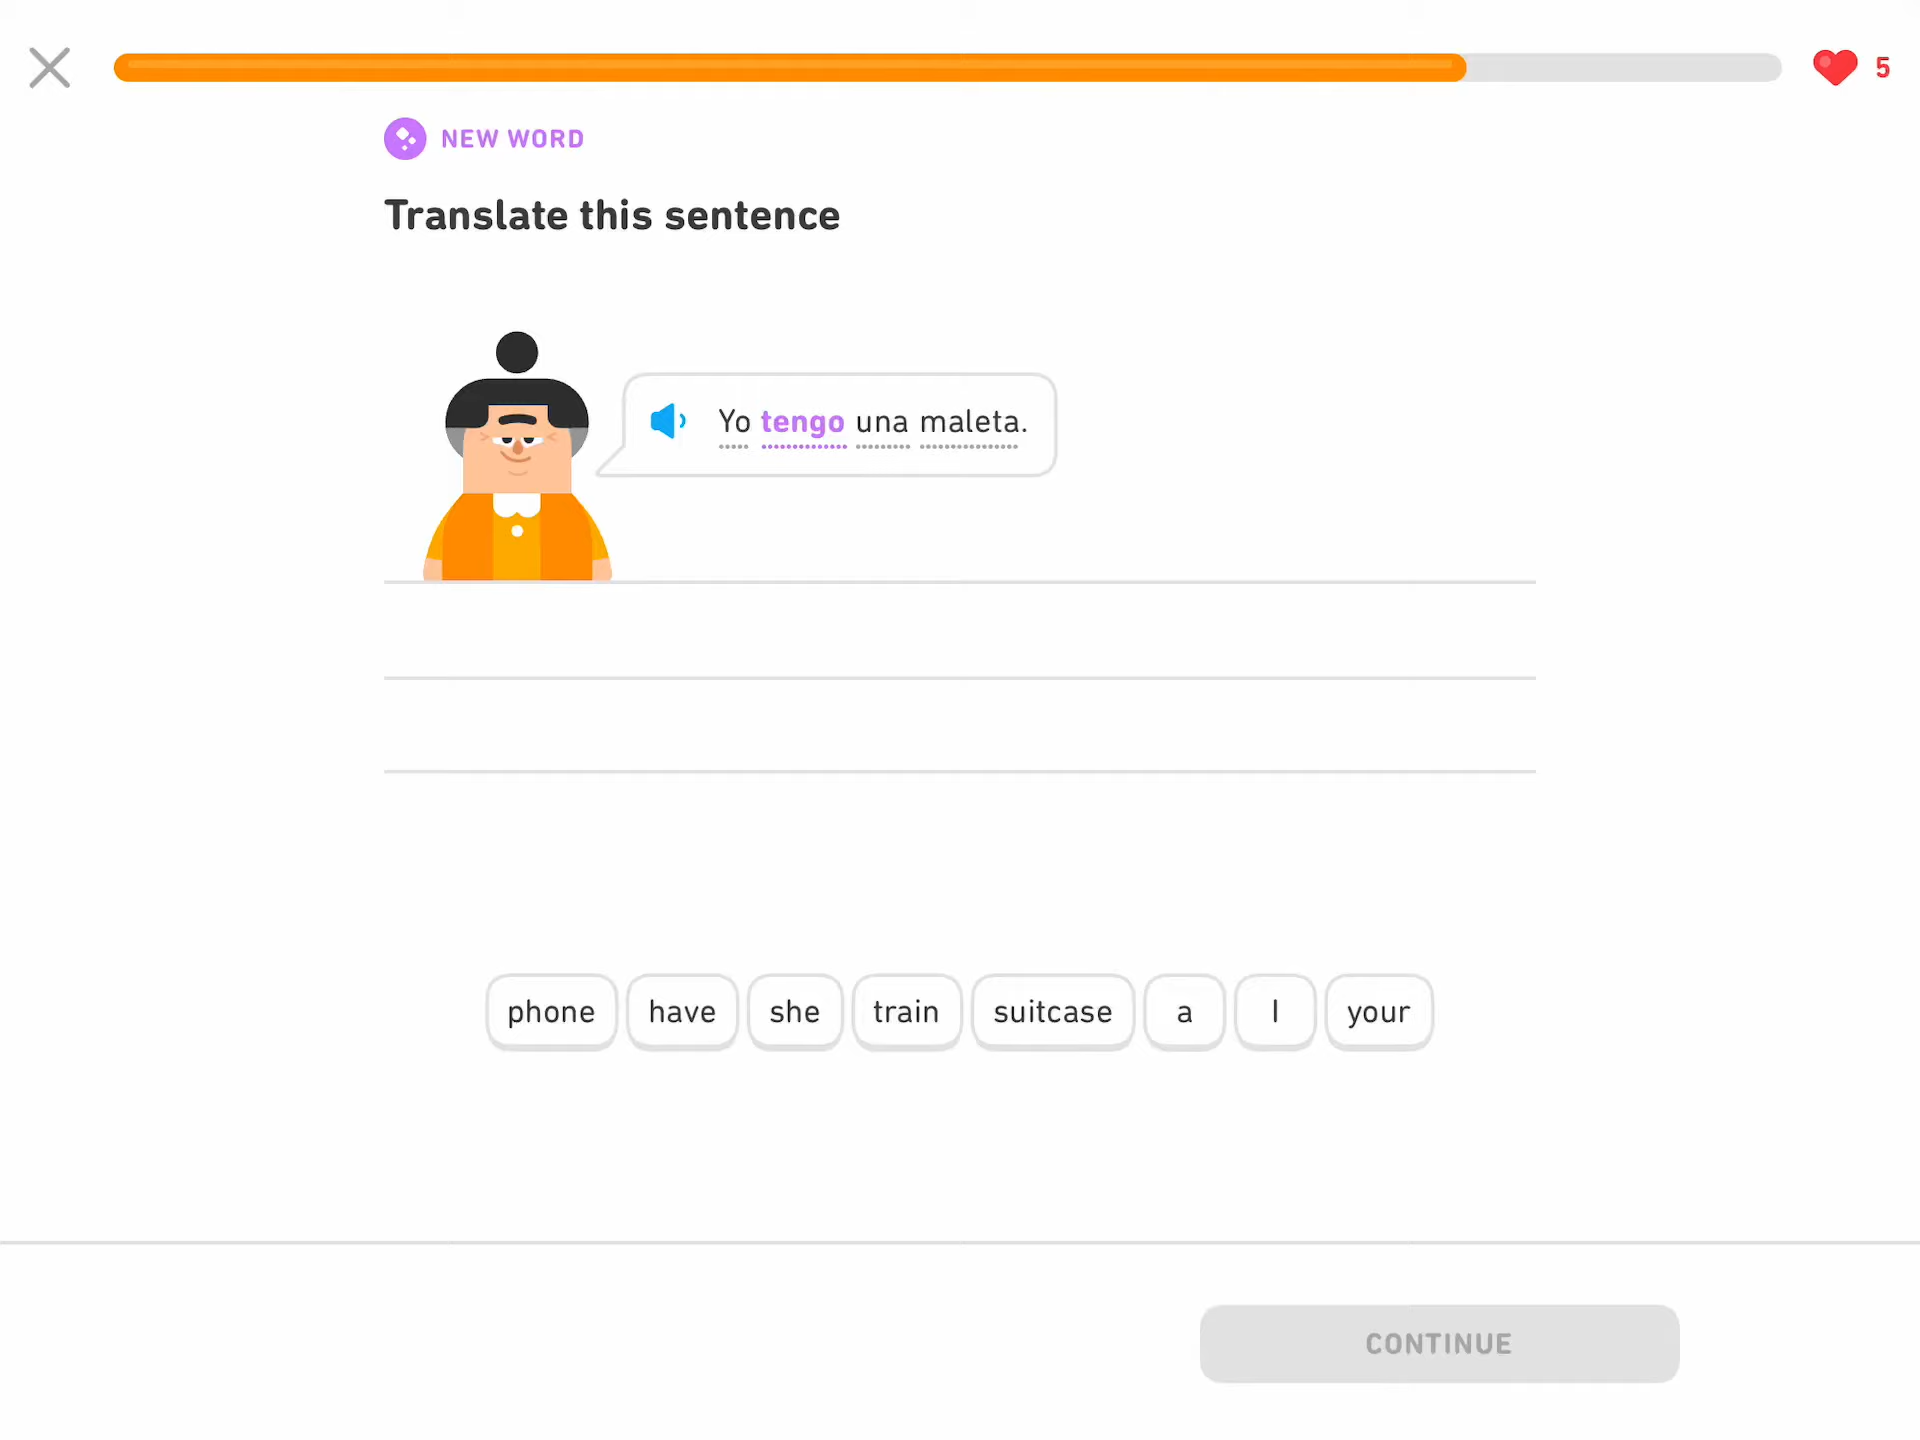 5
NEW WORD
Translate this sentence
Yo tengo una maleta.
phone have she train suitcase a I your
CONTINUE